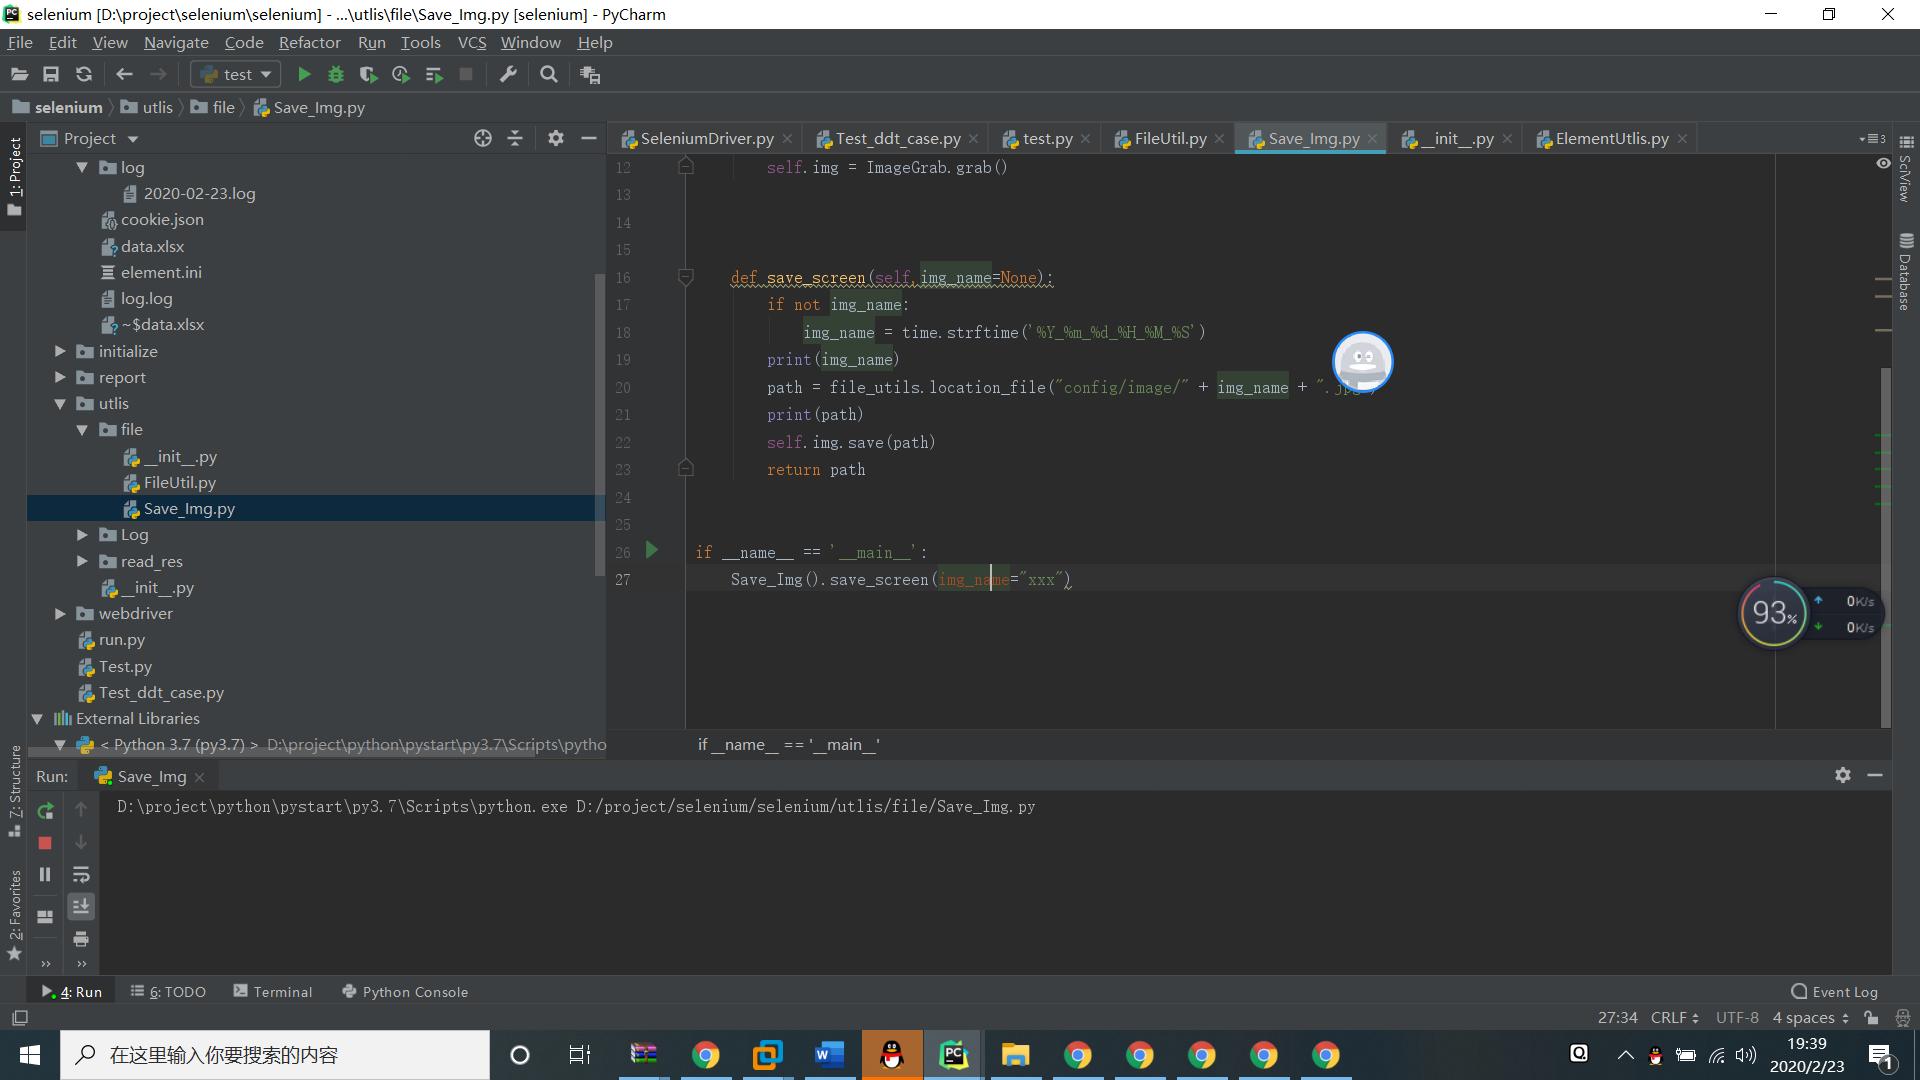 selenium [D:\project\selenium\selenium] - ...\utlis\file\Save_Img.py [selenium] - PyCharm
File Edit View Navigate Code Refactor Run Tools VCS Window Help
test
selenium utlis file Save_Img.py
1: Project
Project
log
2020-02-23.log
cookie.json
data.xlsx
element.ini
log.log
~$data.xlsx
initialize
report
utlis
file
__init__.py
FileUtil.py
Save_Img.py
Log
read_res
__init__.py
webdriver
run.py
Test.py
Test_ddt_case.py
External Libraries
< Python 3.7 (py3.7) > D:\project\python\pystart\py3.7\Scripts\pytho
SeleniumDriver.py Test_ddt_case.py test.py FileUtil.py Save_Img.py __init__.py ElementUtlis.py
3
12 self.img = ImageGrab.grab()
13
14
15
16 def save_screen(self,img_name=None):
17 if not img_name:
18 img_name = time.strftime('%Y_%m_%d_%H_%M_%S')
19 print(img_name)
20 path = file_utils.location_file("config/image/" + img_name + ".jp
21 print(path)
22 self.img.save(path)
23 return path
24
25
26 if __name__ == '__main__':
27 Save_Img().save_screen(img_name="xxx")
if __name__ == '__main__'
SciView
Database
93%
0K/s
0K/s
Run: Save_Img
D:\project\python\pystart\py3.7\Scripts\python.exe D:/project/selenium/selenium/utlis/file/Save_Img.py
7: Structure
2: Favorites
4: Run 6: TODO Terminal Python Console Event Log
27:34 CRLF UTF-8 4 spaces
在这里输入你要搜索的内容
19:39
2020/2/23
1